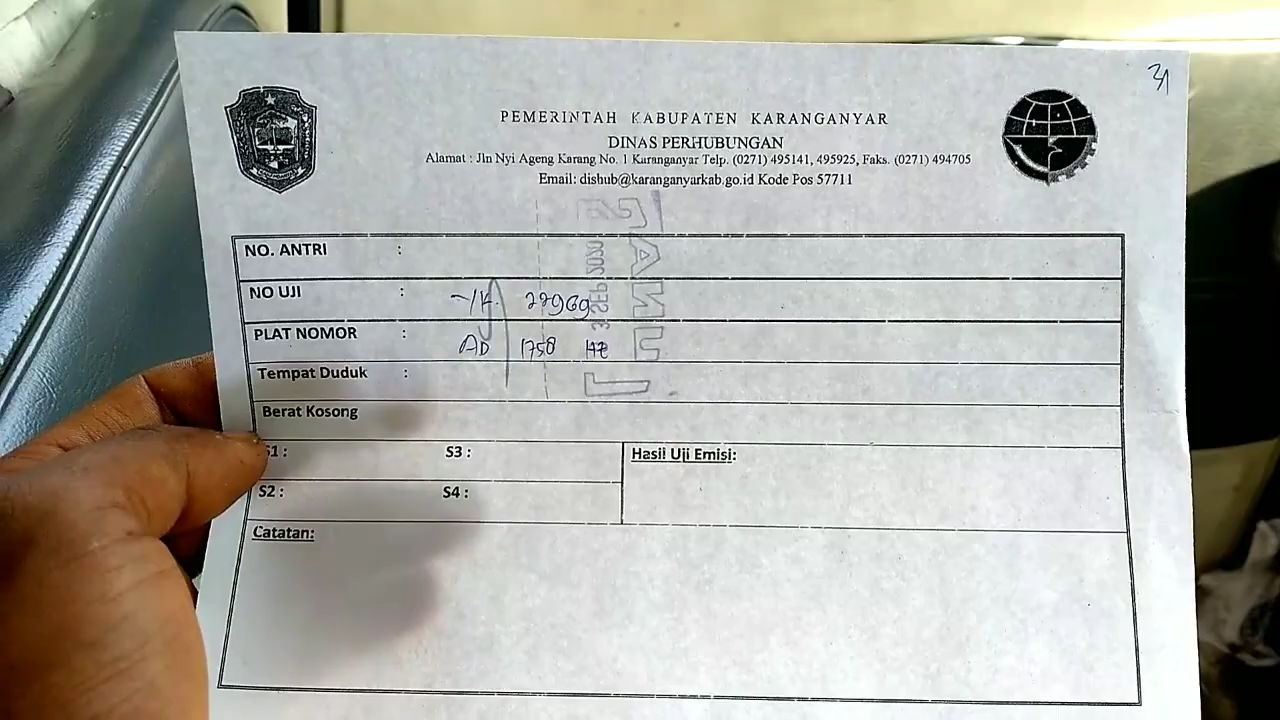 31
PEMERINTAH KABUPATEN KARANGANYAR
DINAS PERHUBUNGAN
Alamat : Jln Nyi Ageng Karang No. 1 Karanganyar Telp. (0271) 495141, 495925, Faks. (0271) 494705
Email: dishub@karanganyarkab.go.id Kode Pos 57711
NO. ANTRI :
NO UJI : 22969
PLAT NOMOR : AD 1758 HZ
Tempat Duduk :
Berat Kosong
S1 : S3 :
Hasil Uji Emisi:
S2 : S4 :
Catatan: